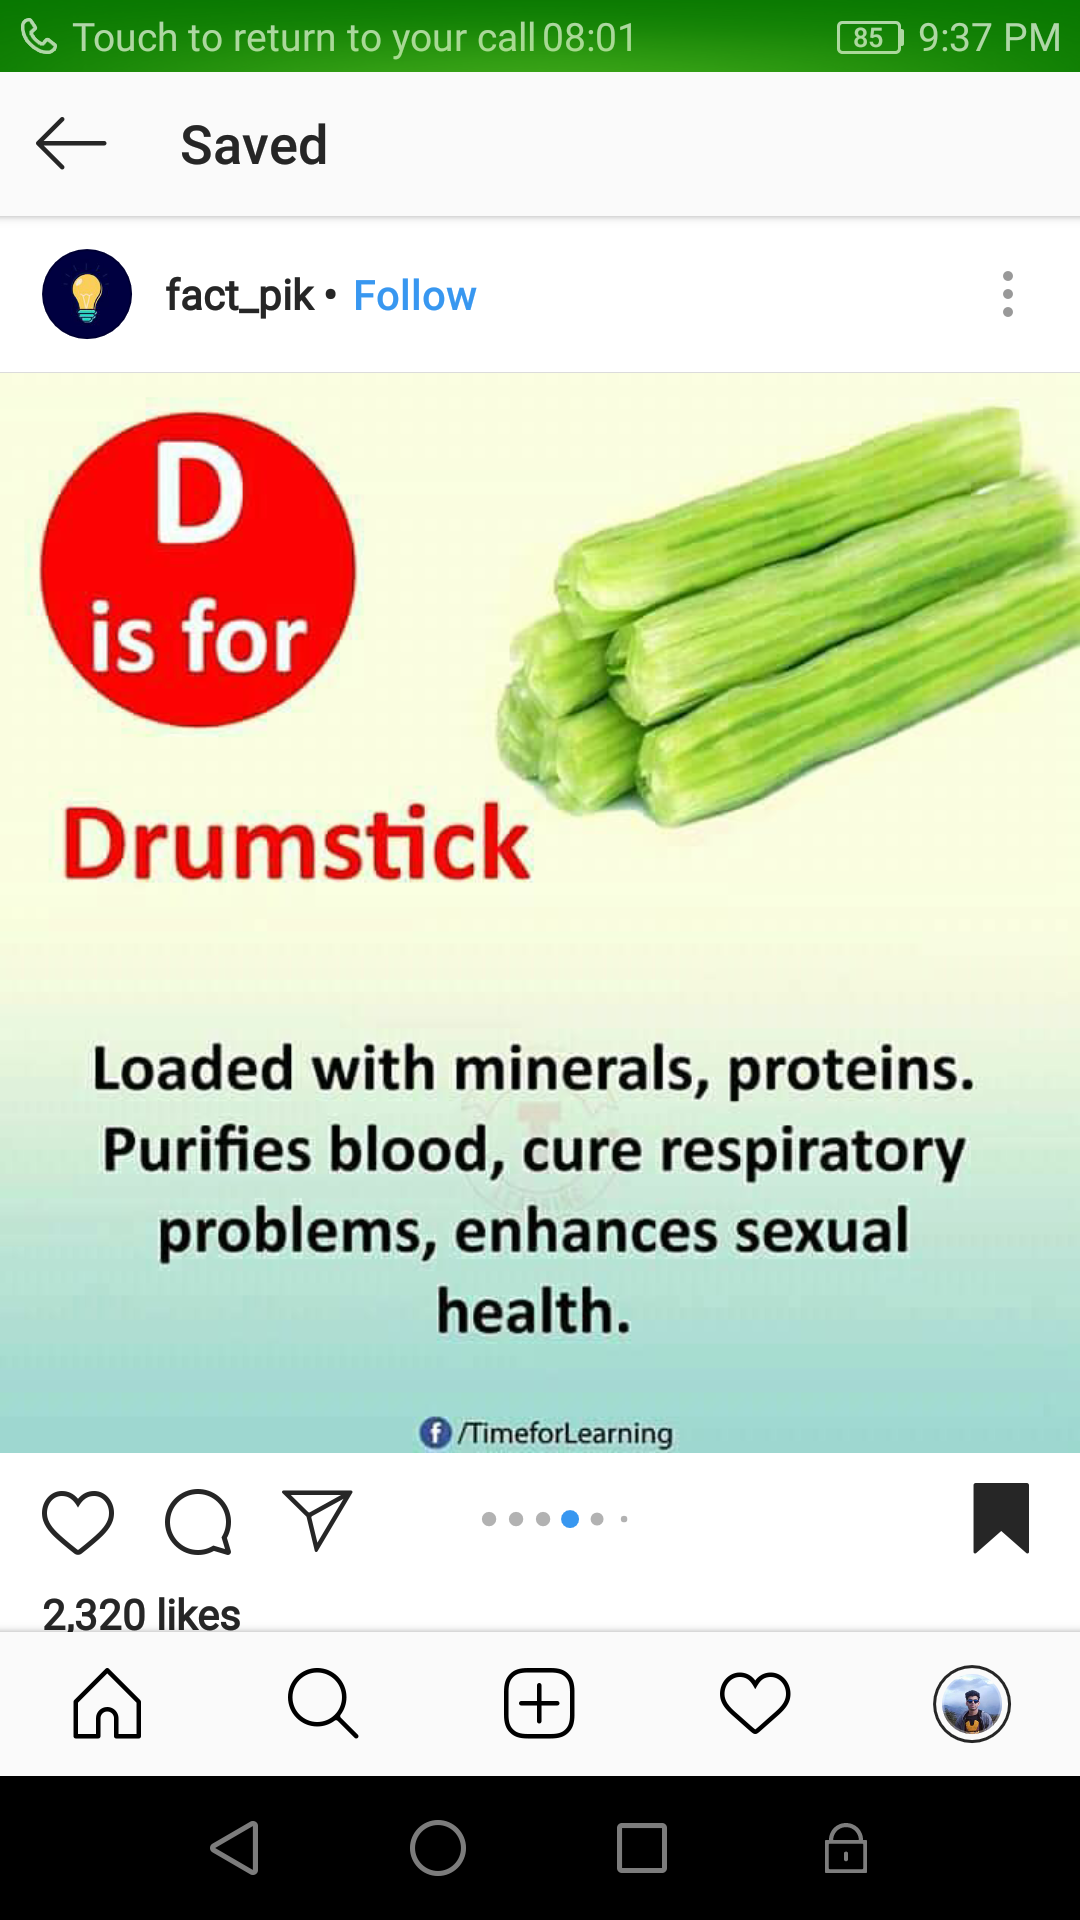 Touch to return to your call 08:01 85 9:37 PM
Saved
fact_pik • Follow
D
is for
Drumstick
Loaded with minerals, proteins.
Purifies blood, cure respiratory
problems, enhances sexual
health.
f /TimeforLearning
2,320 likes